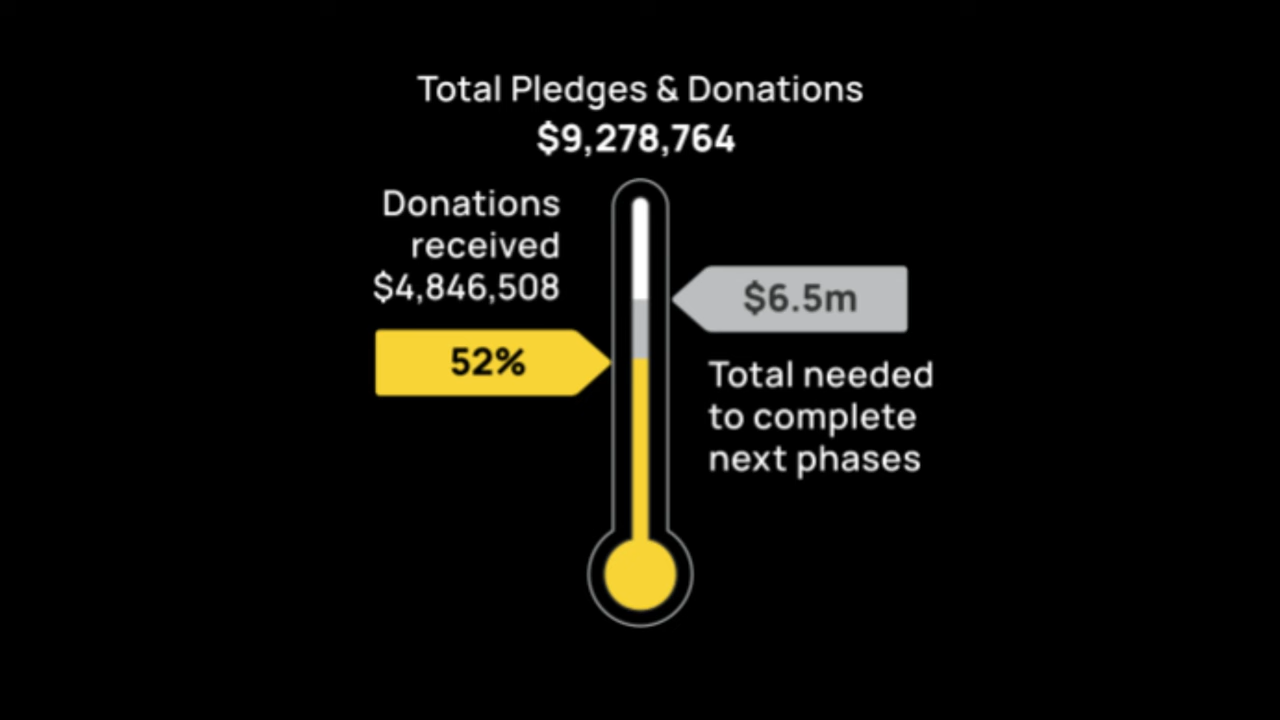 Total Pledges & Donations
$9,278,764
Donations
received
$4,846,508
52%
$6.5m
Total needed
to complete
next phases